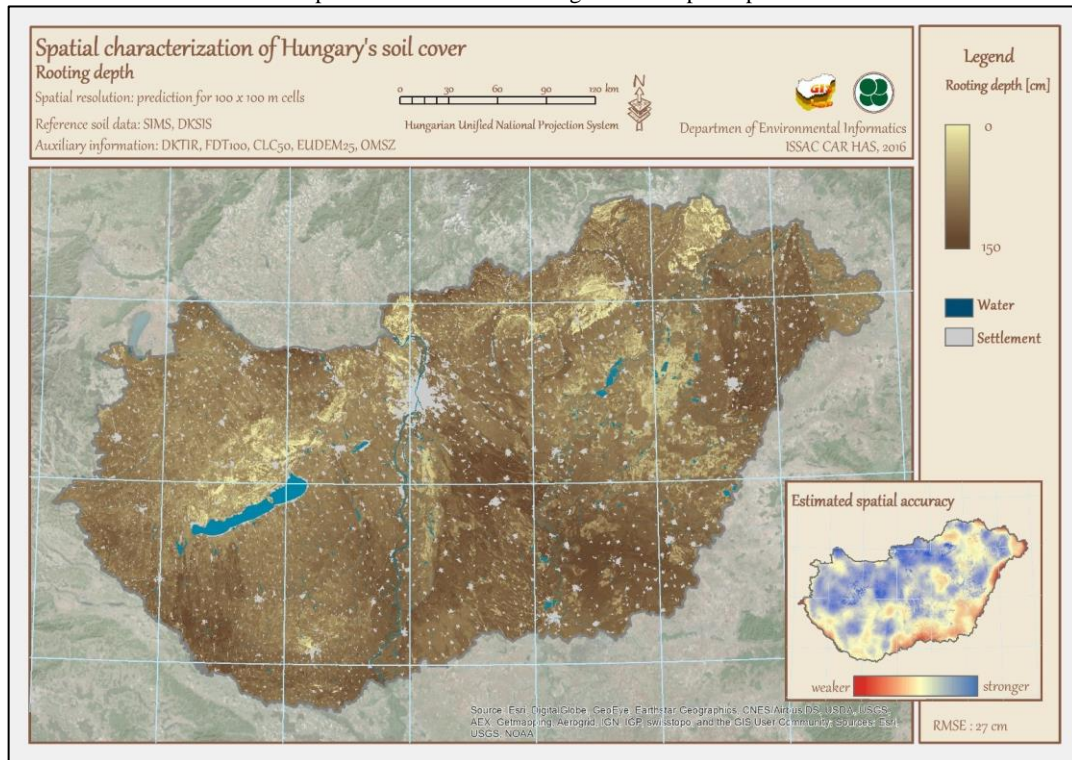 Spatial characterization of Hungary's soil cover
Rooting depth
Spatial resolution: prediction for 100 x 100 m cells
Reference soil data: SIMS, DKSIS
Auxiliary information: DKTIR, FDT100, CLC50, EUDEM25, OMSZ
0 30 60 90 120 km
Hungarian Unified National Projection System
N
GIS
Departmen of Environmental Informatics
ISSAC CAR HAS, 2016
Legend
Rooting depth [cm]
0
150
Water
Settlement
Estimated spatial accuracy
weaker stronger
RMSE : 27 cm
Source: Esri, DigitalGlobe, GeoEye, Earthstar Geographics, CNES/Airbus DS, USDA, USGS,
AEX, Getmapping, Aerogrid, IGN, IGP, swisstopo, and the GIS User Community; Sources: Esri,
USGS, NOAA